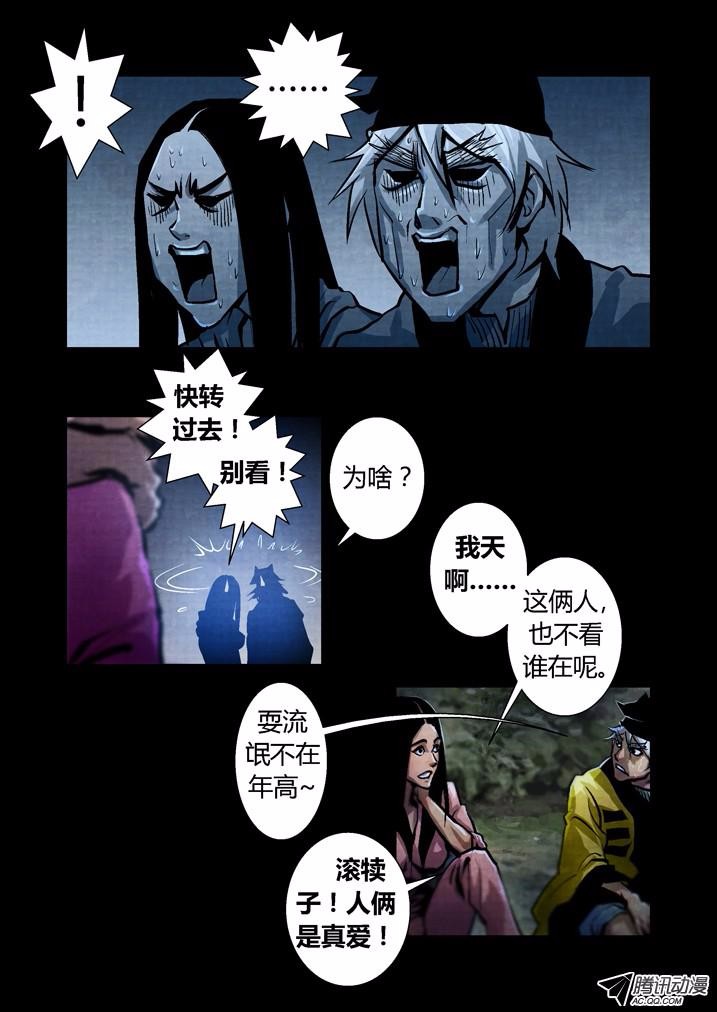 ！
……
快转
过去！
别看！
为啥？
我天
啊……
这俩人，
也不看
谁在呢。
耍流
氓不在
年高~
滚犊
子！人俩
是真爱！
腾讯动漫
AC.QQ.COM